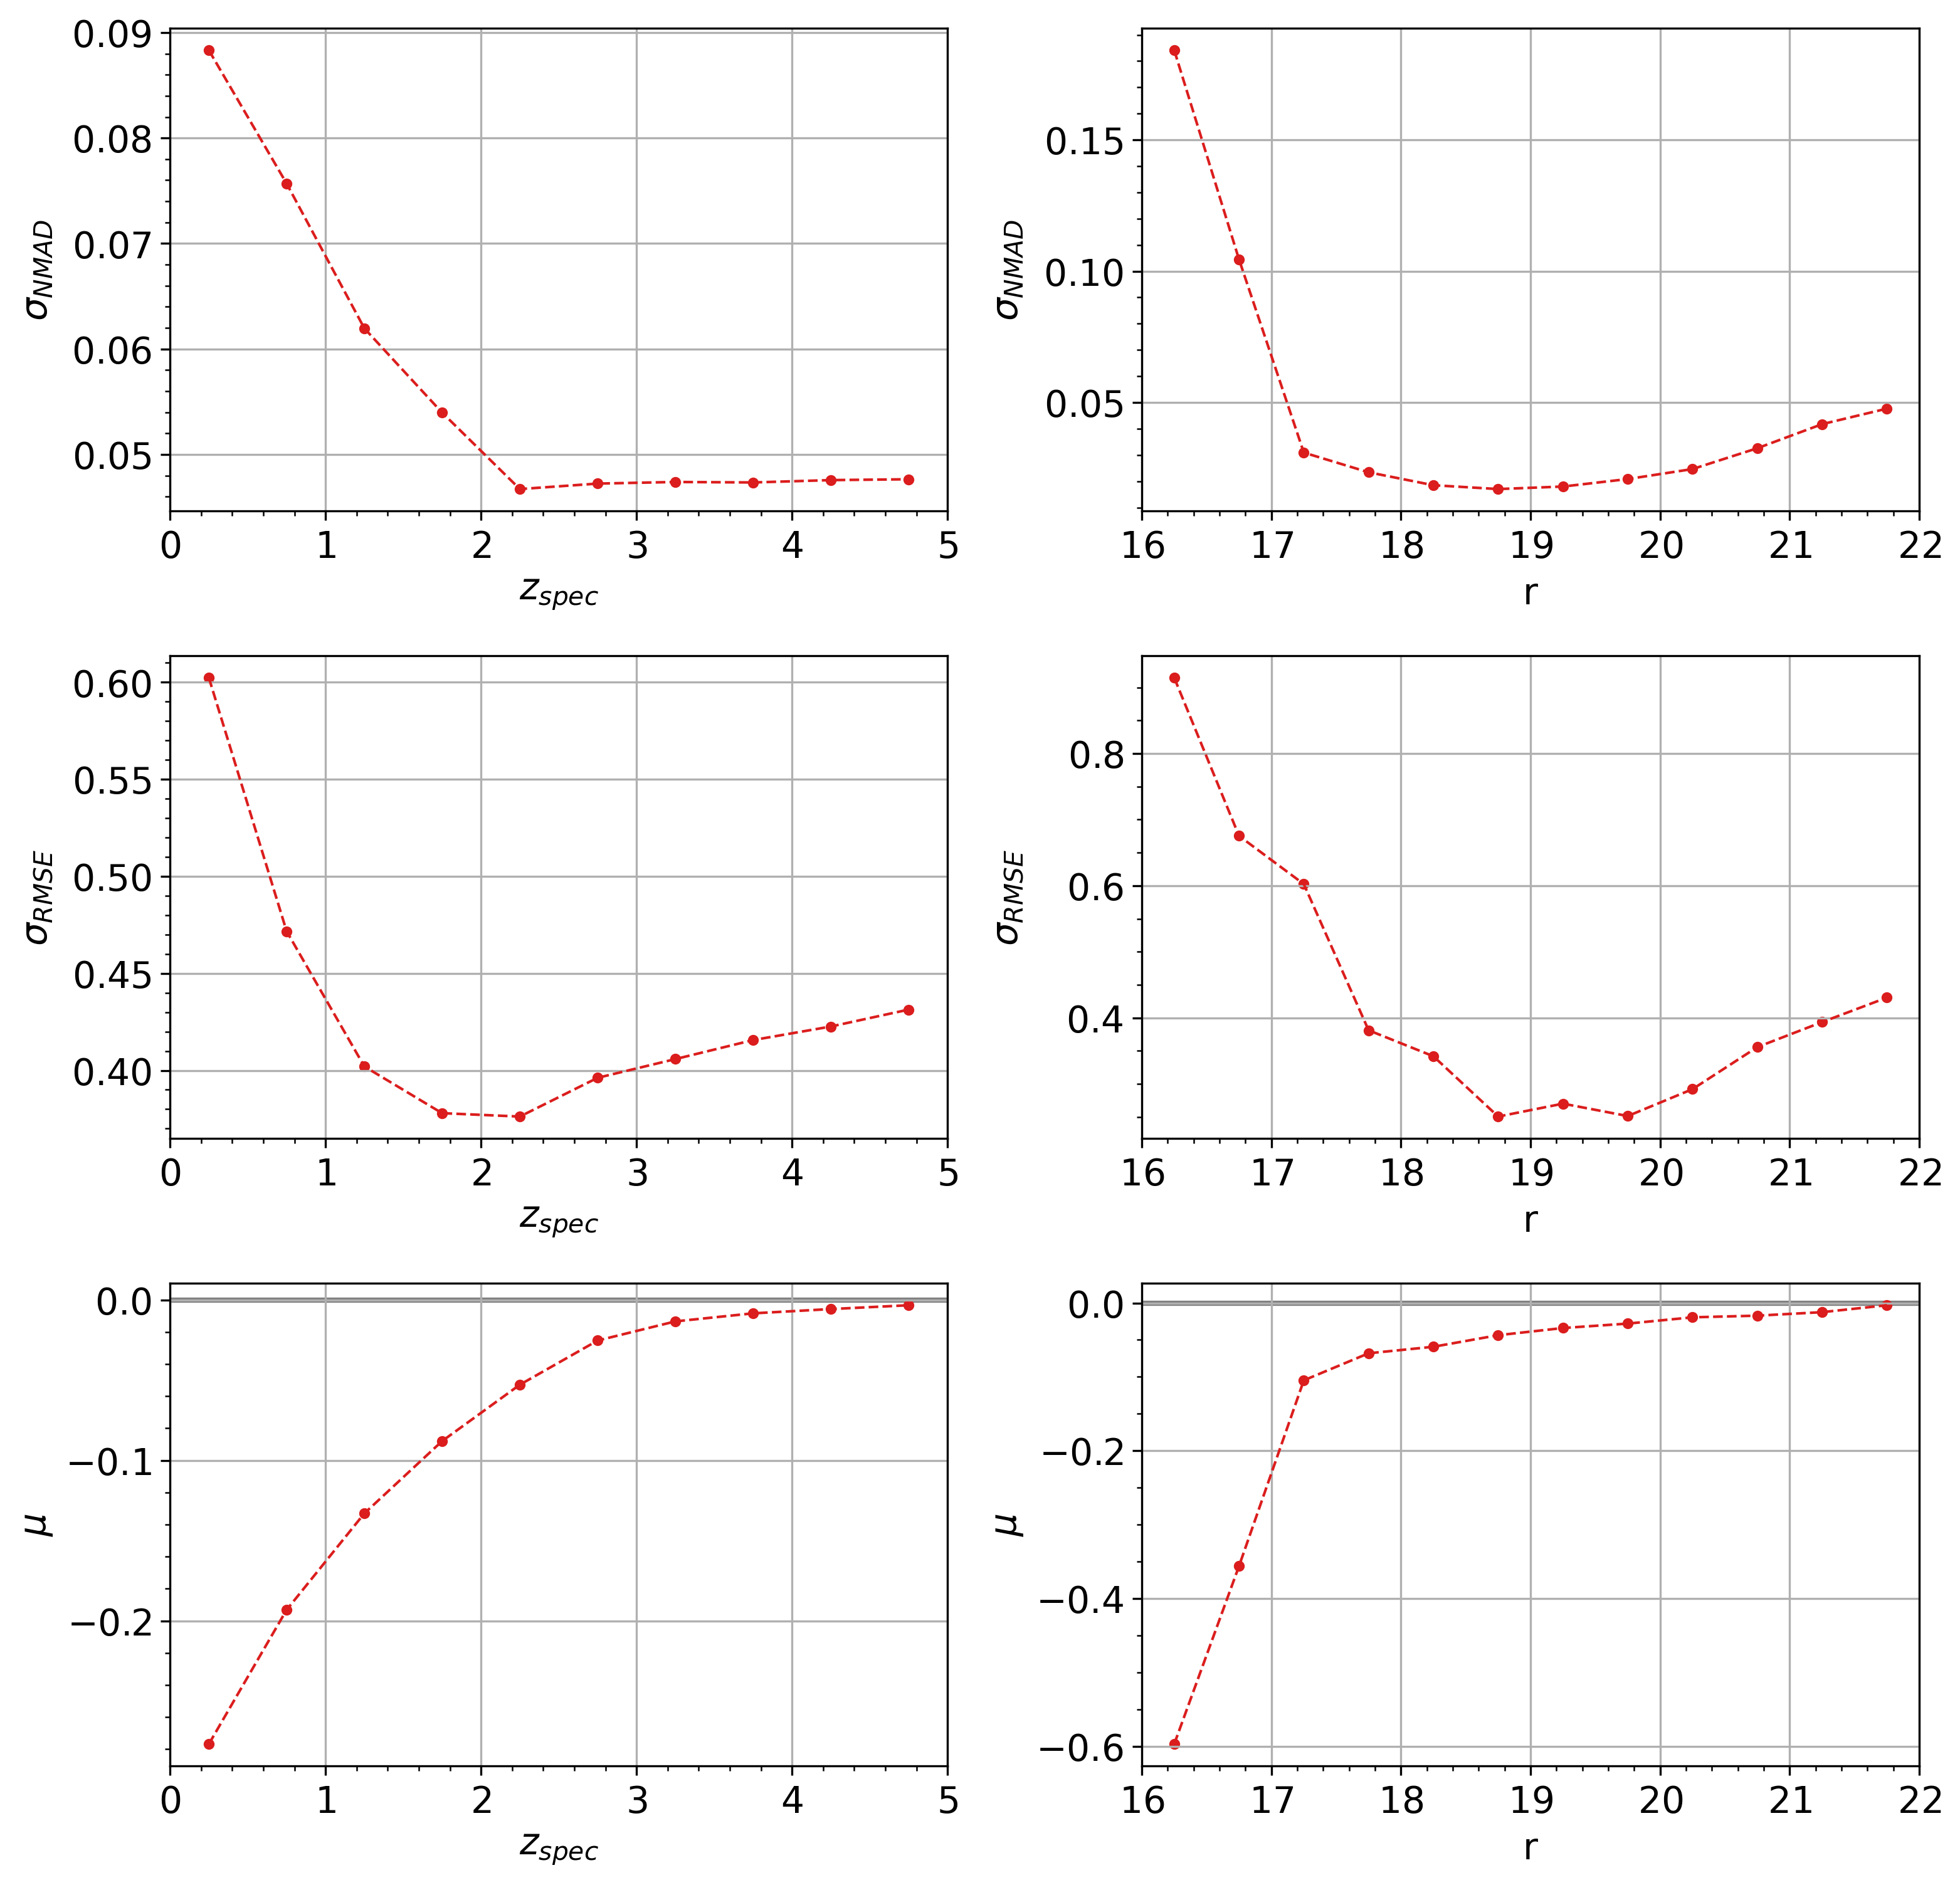 0.09
0.08
0.07
0.06
0.05
σNMAD
0 1 2 3 4 5
zspec
0.15
0.10
0.05
σNMAD
16 17 18 19 20 21 22
r
0.60
0.55
0.50
0.45
0.40
σRMSE
0 1 2 3 4 5
zspec
0.8
0.6
0.4
σRMSE
16 17 18 19 20 21 22
r
0.0
−0.1
−0.2
μ
0 1 2 3 4 5
zspec
0.0
−0.2
−0.4
−0.6
μ
16 17 18 19 20 21 22
r